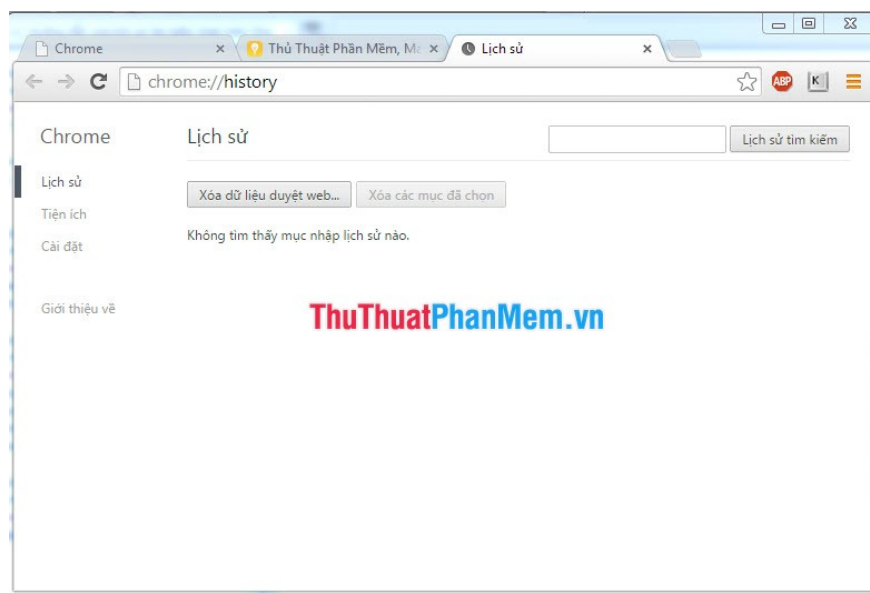 Chrome
Thủ Thuật Phần Mềm, Má
Lịch sử
chrome://history
ABP
K
Chrome
Lịch sử
Lịch sử tìm kiếm
Lịch sử
Xóa dữ liệu duyệt web...
Xóa các mục đã chọn
Tiện ích
Không tìm thấy mục nhập lịch sử nào.
Cài đặt
Giới thiệu về
ThuThuatPhanMem.vn